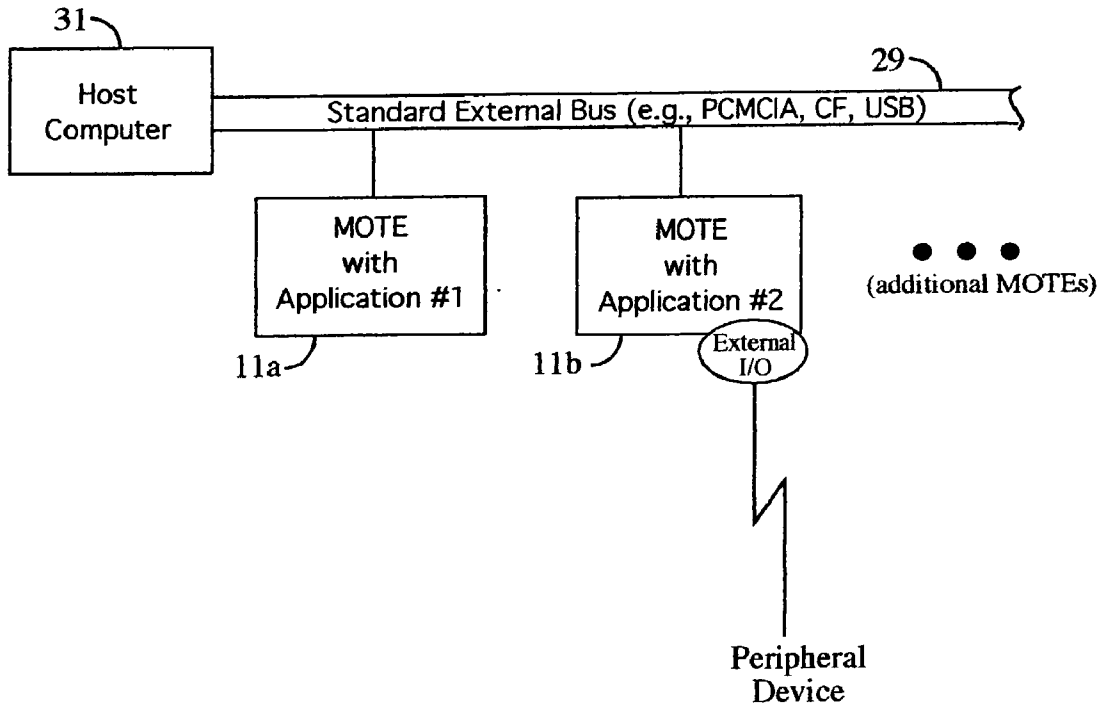 31
Host
Computer
29
Standard External Bus (e.g., PCMCIA, CF, USB)
MOTE
with
Application #1
11a
MOTE
with
Application #2
11b
External
I/O
(additional MOTEs)
Peripheral
Device